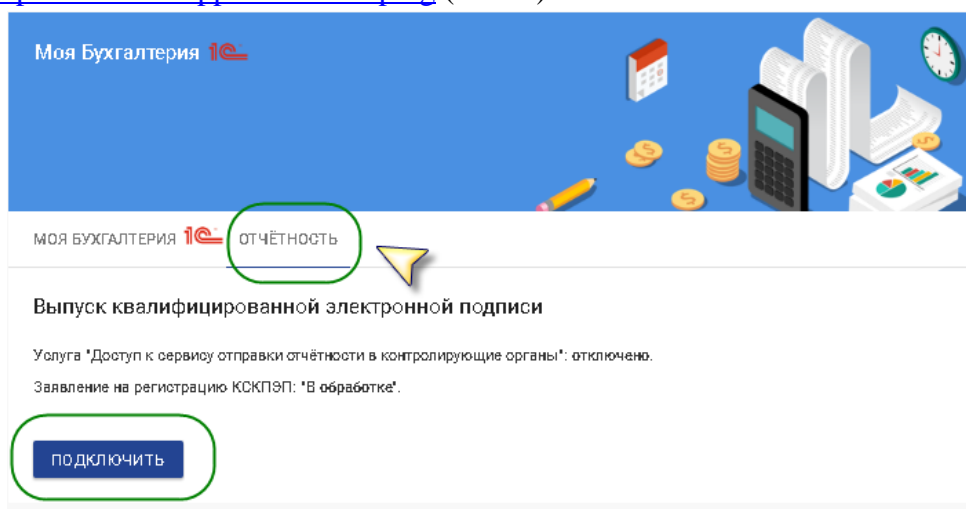 Моя Бухгалтерия 1С
МОЯ БУХГАЛТЕРИЯ 1С ОТЧЁТНОСТЬ
Выпуск квалифицированной электронной подписи
Услуга "Доступ к сервису отправки отчётности в контролирующие органы": отключено.
Заявление на регистрацию КСКПЭП: "В обработке".
ПОДКЛЮЧИТЬ